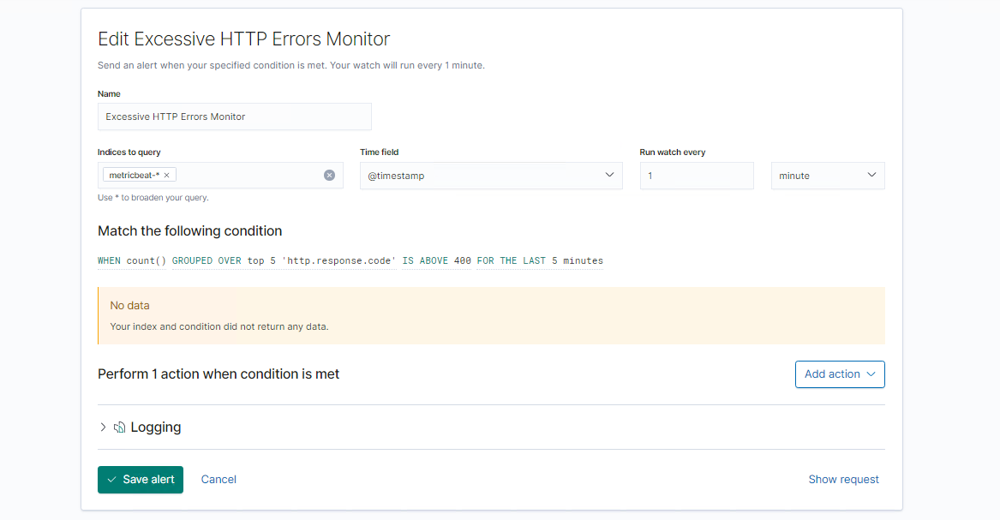 Edit Excessive HTTP Errors Monitor
Send an alert when your specified condition is met. Your watch will run every 1 minute.
Name
Excessive HTTP Errors Monitor
Indices to query
Time field
Run watch every
metricbeat-* ×
@timestamp
1
minute
Use * to broaden your query.
Match the following condition
WHEN count() GROUPED OVER top 5 'http.response.code' IS ABOVE 400 FOR THE LAST 5 minutes
No data
Your index and condition did not return any data.
Perform 1 action when condition is met
Add action
Logging
Save alert
Cancel
Show request